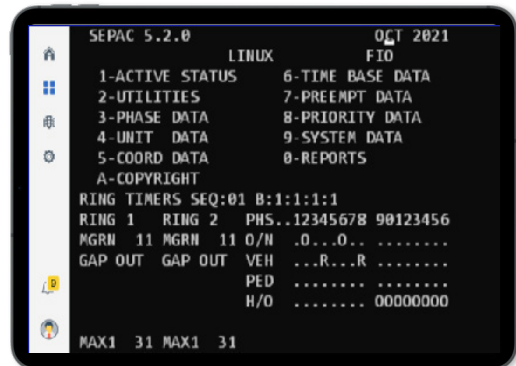 SEPAC 5.2.0 OCT 2021
LINUX FIO
1-ACTIVE STATUS 6-TIME BASE DATA
2-UTILITIES 7-PREEMPT DATA
3-PHASE DATA 8-PRIORITY DATA
4-UNIT DATA 9-SYSTEM DATA
5-COORD DATA 0-REPORTS
A-COPYRIGHT
RING TIMERS SEQ:01 B:1:1:1:1
RING 1 RING 2 PHS..12345678 90123456
MGRN 11 MGRN 11 O/N .O...O.. ........
GAP OUT GAP OUT VEH ...R...R ........
PED ........ ........
H/O ........ OOOOOOOO
MAX1 31 MAX1 31